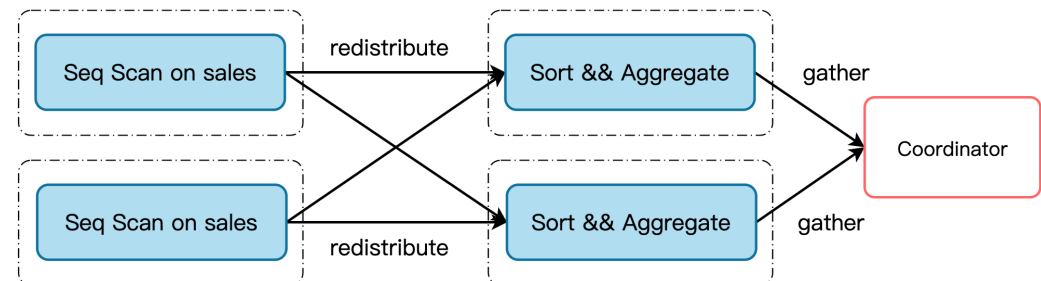 redistribute
Seq Scan on sales
Sort && Aggregate
gather
Coordinator
Seq Scan on sales
Sort && Aggregate
gather
redistribute